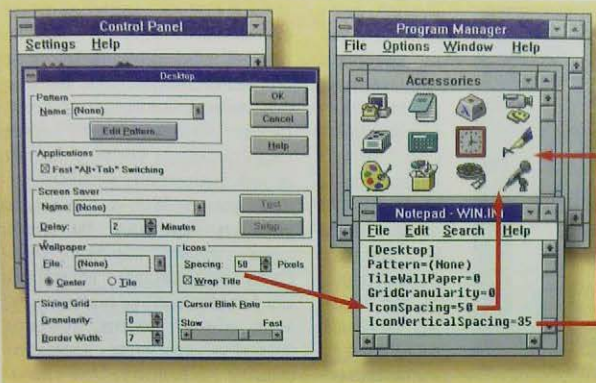 Control Panel
Settings Help
Desktop
Pattern
Name: (None)
Edit Pattern...
OK
Cancel
Help
Applications
Fast "Alt+Tab" Switching
Screen Saver
Name: (None)
Test
Delay: 2 Minutes
Setup...
Wallpaper
File: (None)
Center Tile
Icons
Spacing: 50 Pixels
Wrap Title
Sizing Grid
Granularity: 0
Border Width: 7
Cursor Blink Rate
Slow Fast
Program Manager
File Options Window Help
Accessories
Notepad - WIN.INI
File Edit Search Help
[Desktop]
Pattern=(None)
TileWallPaper=0
GridGranularity=0
IconSpacing=50
IconVerticalSpacing=35